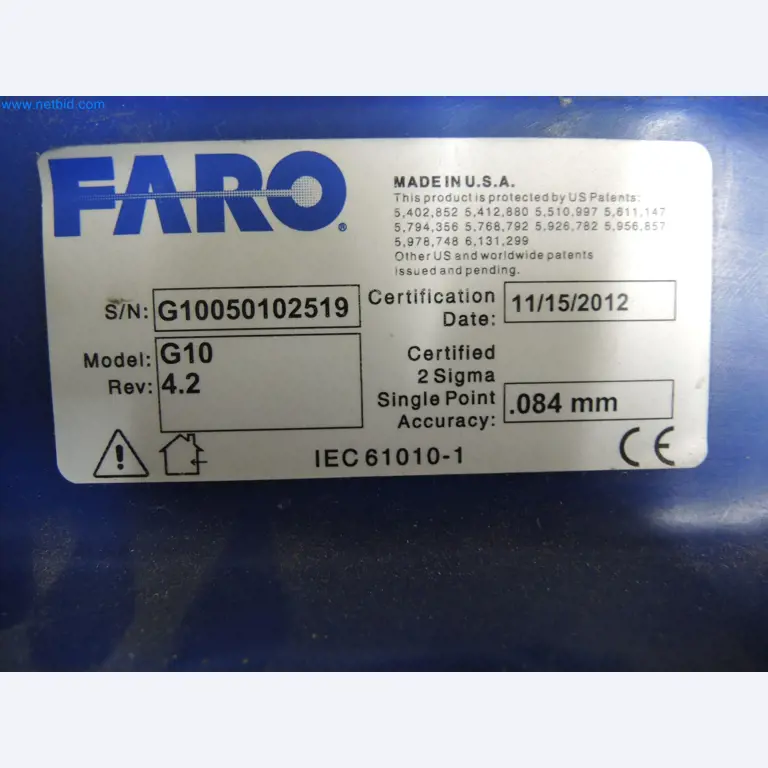 www.netbid.com
FARO®
MADE IN U.S.A.
This product is protected by US Patents:
5,402,852 5,412,880 5,510,997 5,611,147
5,794,356 5,768,792 5,926,782 5,956,857
5,978,748 6,131,299
Other US and worldwide patents
issued and pending.
S/N: G10050102519
Certification
Date: 11/15/2012
Model: G10
Rev: 4.2
Certified
2 Sigma
Single Point
Accuracy: .084 mm
IEC 61010-1
CE